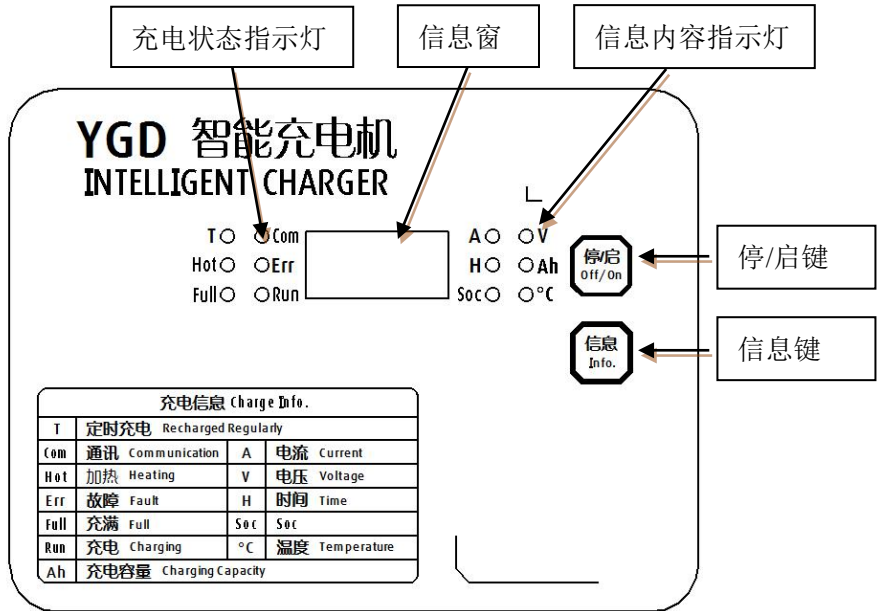 充电状态指示灯
信息窗
信息内容指示灯
YGD 智能充电机
INTELLIGENT CHARGER
T Com A V
Hot Err H Ah
Full Run Soc °C
停/启
Off/On
停/启键
信息
Info.
信息键
充电信息 Charge Info.
T 定时充电 Recharged Regularly
Com 通讯 Communication A 电流 Current
Hot 加热 Heating V 电压 Voltage
Err 故障 Fault H 时间 Time
Full 充满 Full Soc Soc
Run 充电 Charging °C 温度 Temperature
Ah 充电容量 Charging Capacity